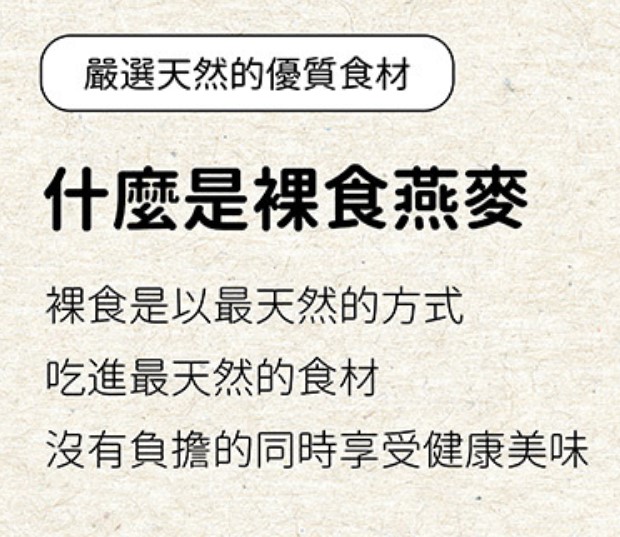 嚴選天然的優質食材
什麼是裸食燕麥
裸食是以最天然的方式
吃進最天然的食材
沒有負擔的同時享受健康美味